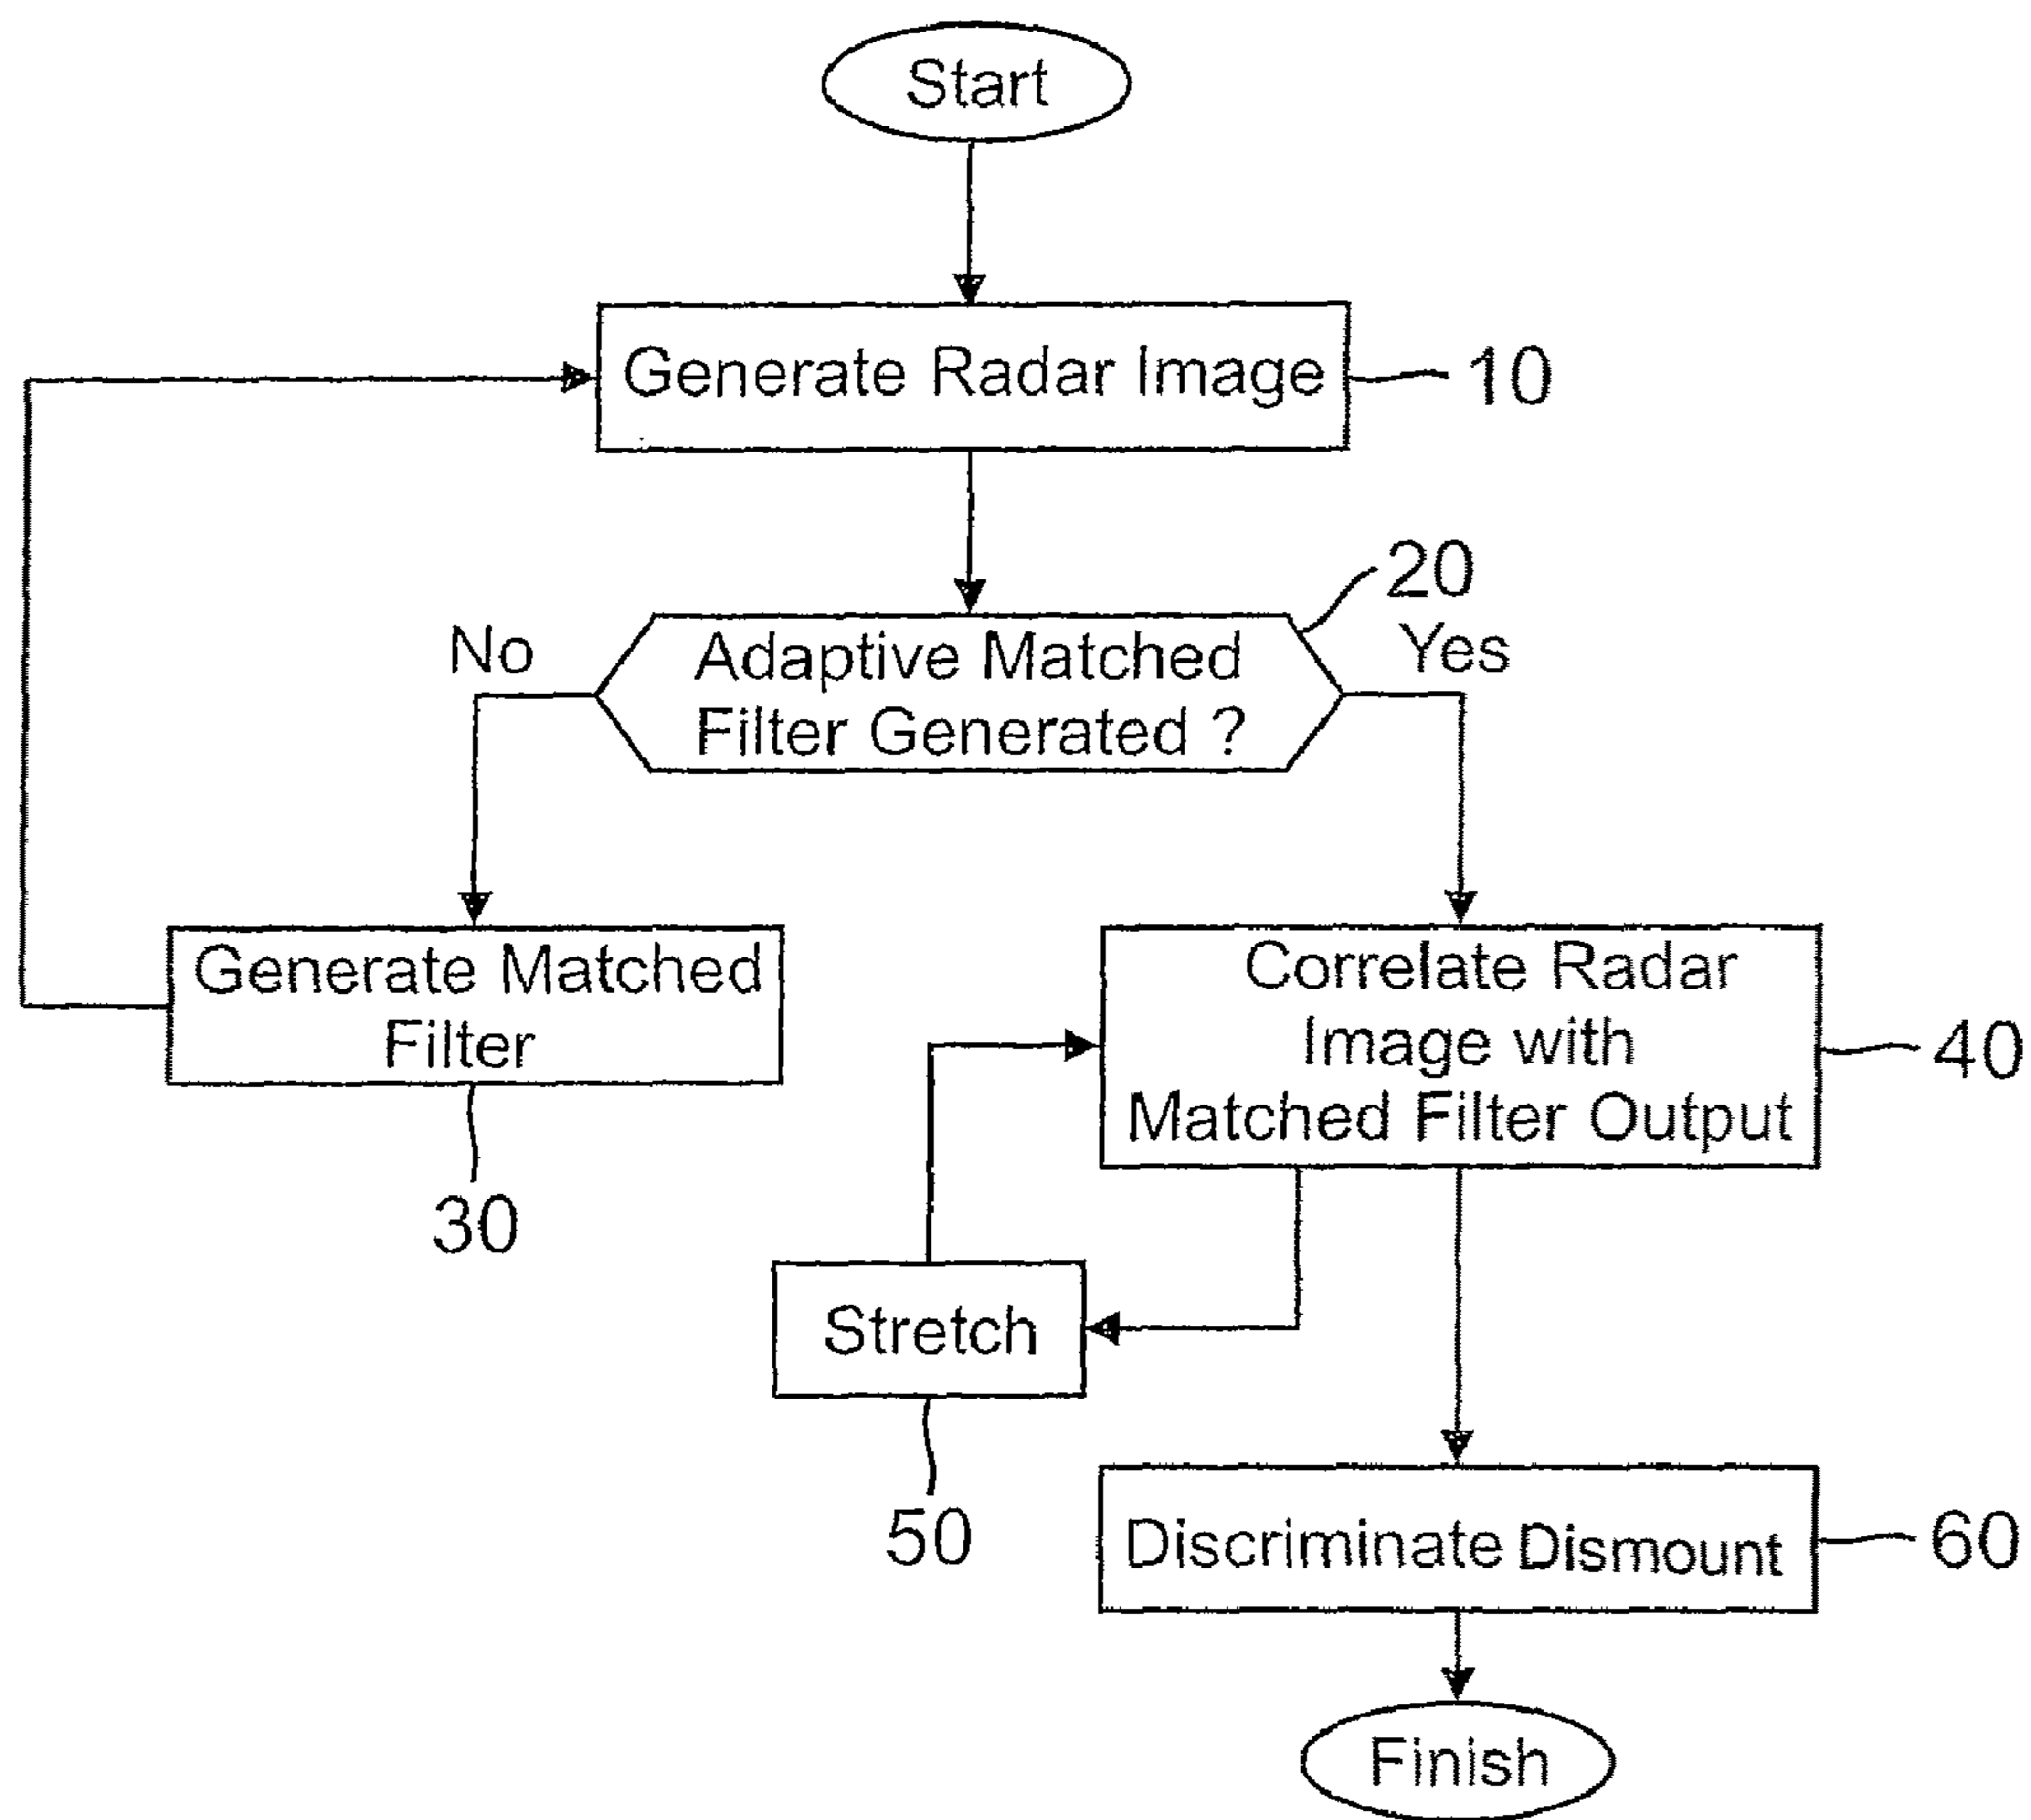 Start
Generate Radar Image
10
20
No
Yes
Adaptive Matched
Filter Generated ?
Generate Matched
Filter
30
Correlate Radar
Image with
Matched Filter Output
40
Stretch
50
Discriminate Dismount
60
Finish